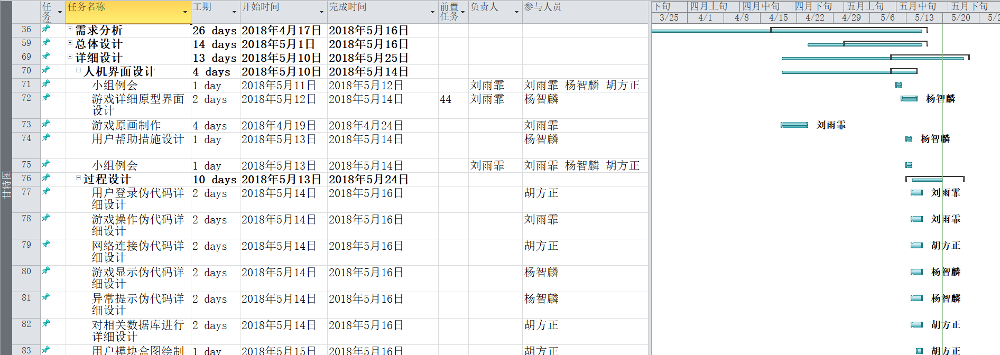 任务模 任务名称 工期 开始时间 完成时间 前置任务 负责人 参与人员
下旬 四月上旬 四月中旬 四月下旬 五月上旬 五月中旬 五月下旬
3/25 4/1 4/8 4/15 4/22 4/29 5/6 5/13 5/20
甘特图
36 需求分析 26 days 2018年4月17日 2018年5月16日
59 总体设计 14 days 2018年5月1日 2018年5月16日
69 详细设计 13 days 2018年5月10日 2018年5月25日
70 人机界面设计 4 days 2018年5月10日 2018年5月14日
71 小组例会 1 day 2018年5月11日 2018年5月12日 刘雨霏 刘雨霏 杨智麟 胡方正
72 游戏详细原型界面 2 days 2018年5月12日 2018年5月14日 44 刘雨霏 杨智麟 杨智麟
设计
73 游戏原画制作 4 days 2018年4月19日 2018年4月24日 刘雨霏 刘雨霏
74 用户帮助措施设计 1 day 2018年5月13日 2018年5月14日 杨智麟 杨智麟
75 小组例会 1 day 2018年5月13日 2018年5月14日 刘雨霏 刘雨霏 杨智麟 胡方正
76 过程设计 10 days 2018年5月13日 2018年5月24日
77 用户登录伪代码详 2 days 2018年5月14日 2018年5月16日 胡方正 刘雨霏
细设计
78 游戏操作伪代码详 2 days 2018年5月14日 2018年5月16日 刘雨霏 刘雨霏
细设计
79 网络连接伪代码详 2 days 2018年5月14日 2018年5月16日 胡方正 胡方正
细设计
80 游戏显示伪代码详 2 days 2018年5月14日 2018年5月16日 杨智麟 杨智麟
细设计
81 异常提示伪代码详 2 days 2018年5月14日 2018年5月16日 杨智麟 杨智麟
细设计
82 对相关数据库进行 2 days 2018年5月14日 2018年5月16日 胡方正 胡方正
详细设计
83 用户模块盒图绘制 1 day 2018年5月15日 2018年5月16日 胡方正 胡方正